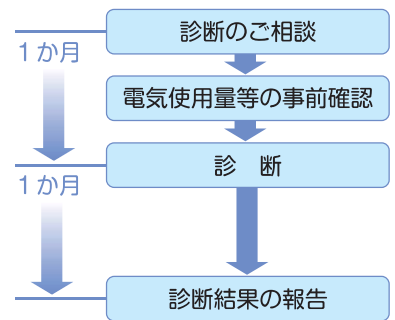 診断のご相談
1か月
電気使用量等の事前確認
診　断
1か月
診断結果の報告